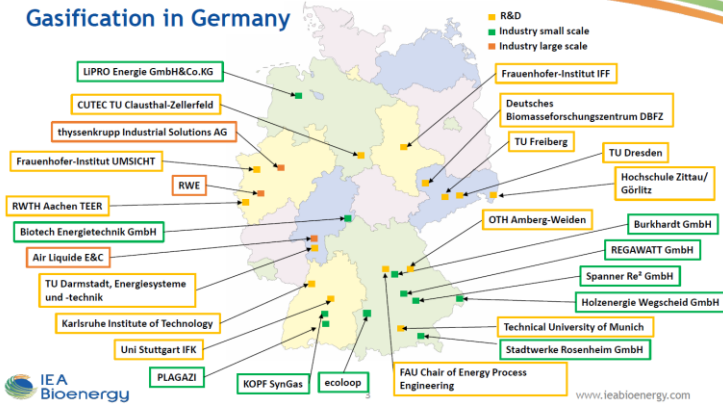 Gasification in Germany
R&D
Industry small scale
Industry large scale
LiPRO Energie GmbH&Co.KG
CUTEC TU Clausthal-Zellerfeld
thyssenkrupp Industrial Solutions AG
Frauenhofer-Institut UMSICHT
RWE
RWTH Aachen TEER
Biotech Energietechnik GmbH
Air Liquide E&C
TU Darmstadt, Energiesysteme
und -technik
Karlsruhe Institute of Technology
Uni Stuttgart IFK
PLAGAZI
KOPF SynGas
ecoloop
Frauenhofer-Institut IFF
Deutsches
Biomasseforschungszentrum DBFZ
TU Freiberg
TU Dresden
Hochschule Zittau/
Görlitz
OTH Amberg-Weiden
Burkhardt GmbH
REGAWATT GmbH
Spanner Re² GmbH
Holzenergie Wegscheid GmbH
Technical University of Munich
Stadtwerke Rosenheim GmbH
FAU Chair of Energy Process
Engineering
IEA
Bioenergy
3
www.ieabioenergy.com